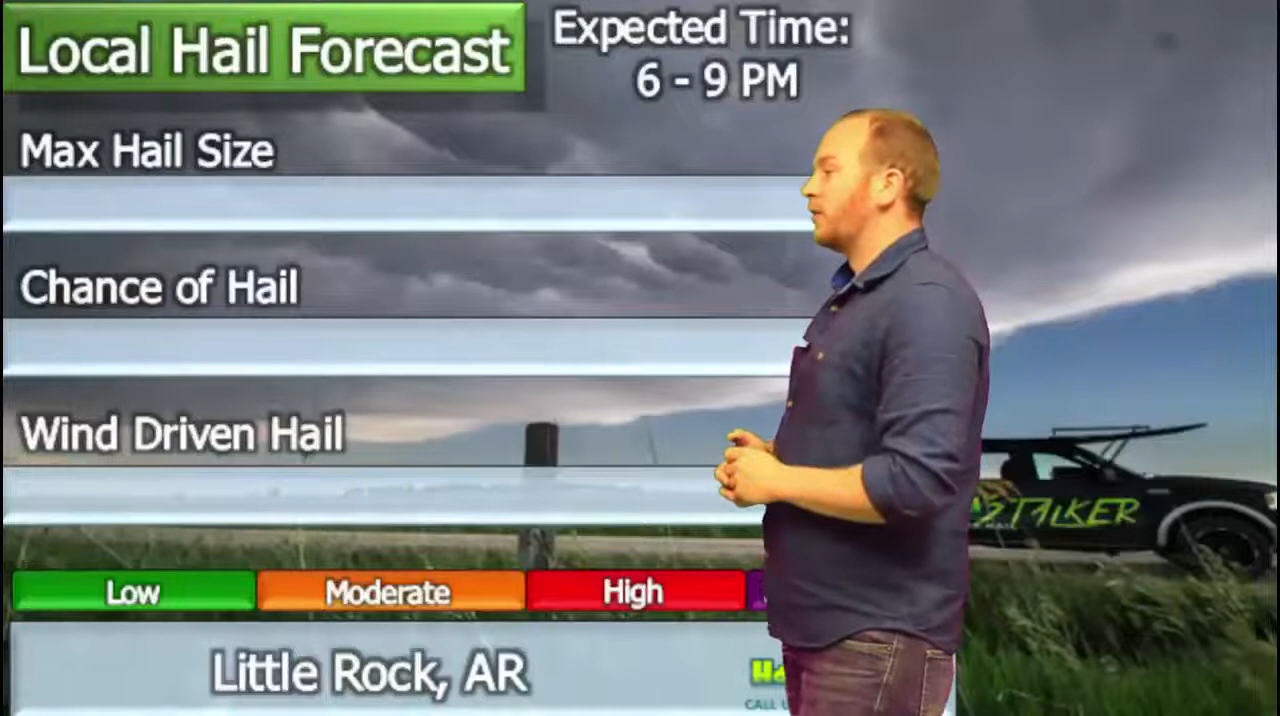 Local Hail Forecast
Expected Time:
6 - 9 PM
Max Hail Size
Chance of Hail
Wind Driven Hail
Low Moderate High
Little Rock, AR
CALL